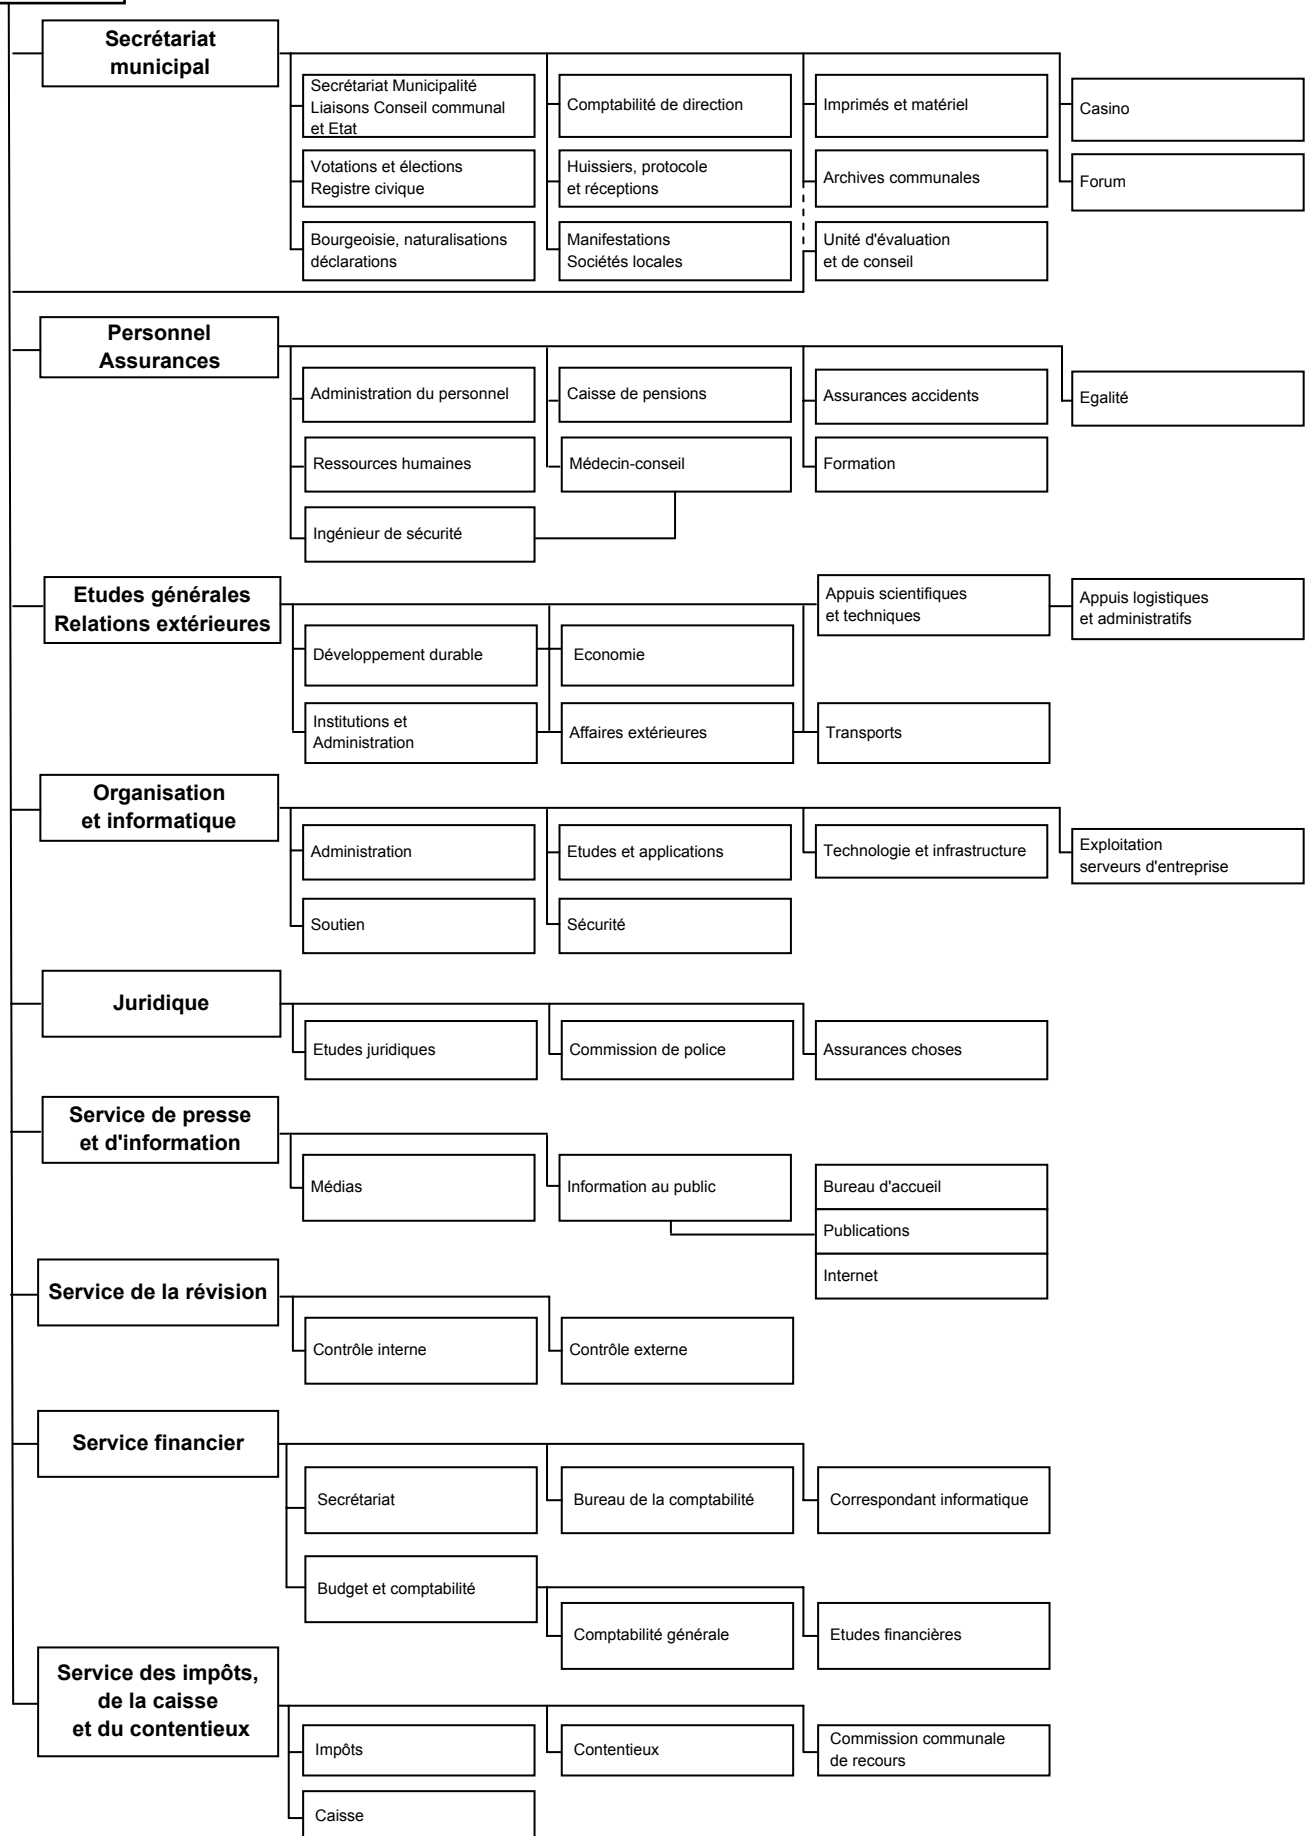 Secrétariat
municipal
Secrétariat Municipalité
Liaisons Conseil communal
et Etat
Comptabilité de direction
Imprimés et matériel
Casino
Votations et élections
Registre civique
Huissiers, protocole
et réceptions
Archives communales
Forum
Bourgeoisie, naturalisations
déclarations
Manifestations
Sociétés locales
Unité d'évaluation
et de conseil
Personnel
Assurances
Administration du personnel
Caisse de pensions
Assurances accidents
Egalité
Ressources humaines
Médecin-conseil
Formation
Ingénieur de sécurité
Etudes générales
Relations extérieures
Appuis scientifiques
et techniques
Appuis logistiques
et administratifs
Développement durable
Economie
Institutions et
Administration
Affaires extérieures
Transports
Organisation
et informatique
Administration
Etudes et applications
Technologie et infrastructure
Exploitation
serveurs d'entreprise
Soutien
Sécurité
Juridique
Etudes juridiques
Commission de police
Assurances choses
Service de presse
et d'information
Médias
Information au public
Bureau d'accueil
Publications
Internet
Service de la révision
Contrôle interne
Contrôle externe
Service financier
Secrétariat
Bureau de la comptabilité
Correspondant informatique
Budget et comptabilité
Comptabilité générale
Etudes financières
Service des impôts,
de la caisse
et du contentieux
Impôts
Contentieux
Commission communale
de recours
Caisse